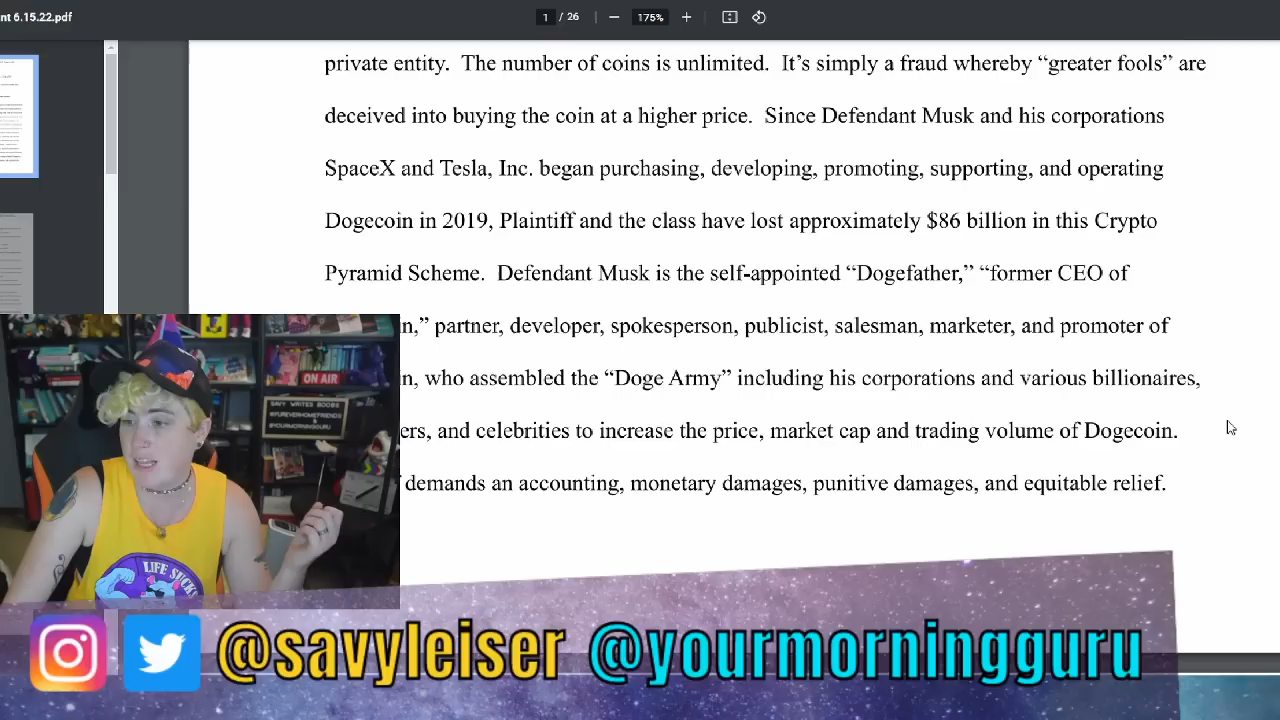 nt 6.15.22.pdf
1 / 26 175%
private entity. The number of coins is unlimited. It’s simply a fraud whereby “greater fools” are
deceived into buying the coin at a higher price. Since Defendant Musk and his corporations
SpaceX and Tesla, Inc. began purchasing, developing, promoting, supporting, and operating
Dogecoin in 2019, Plaintiff and the class have lost approximately $86 billion in this Crypto
Pyramid Scheme. Defendant Musk is the self-appointed “Dogefather,” “former CEO of
n,” partner, developer, spokesperson, publicist, salesman, marketer, and promoter of
n, who assembled the “Doge Army” including his corporations and various billionaires,
ers, and celebrities to increase the price, market cap and trading volume of Dogecoin.
demands an accounting, monetary damages, punitive damages, and equitable relief.
ON AIR
SAVY WRITES BOOBS
@FUREVERHOMEFRIENDS
&
@YOURMORNINGGURU
LIFE SUCKS
@savyleiser @yourmorningguru